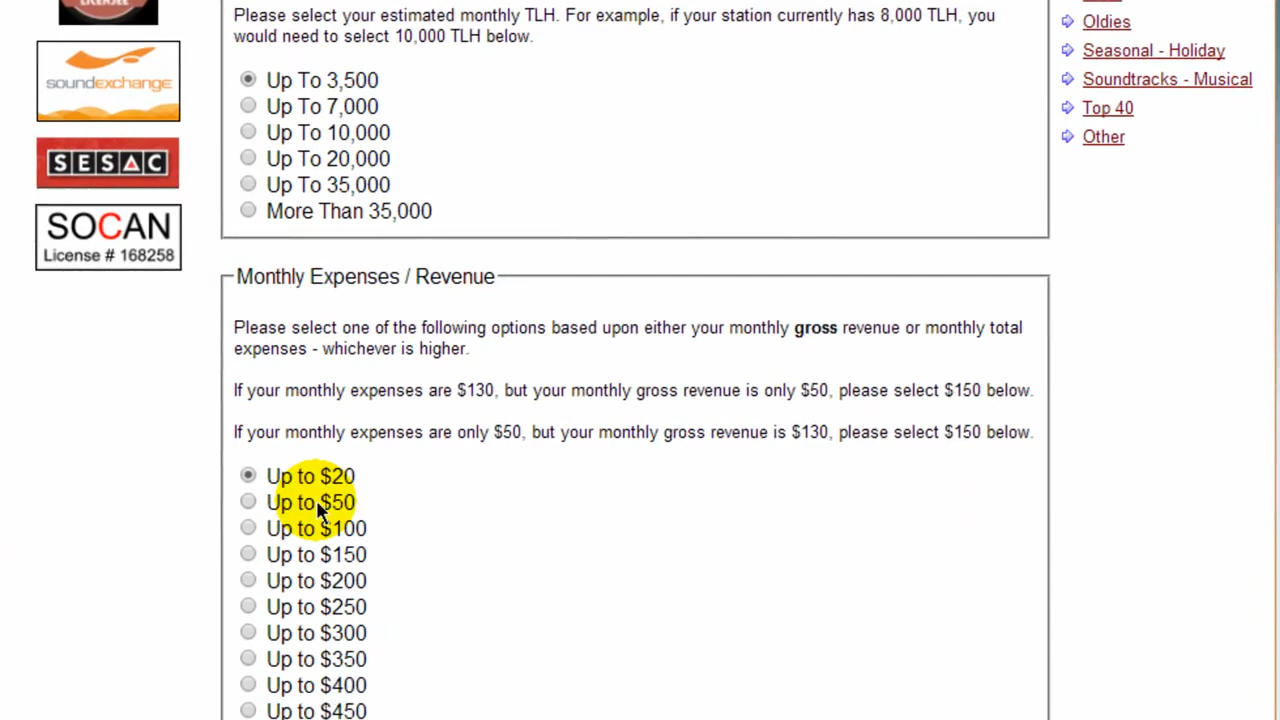 LICENSEE
soundexchange
SESAC
SOCAN
License # 168258
Please select your estimated monthly TLH. For example, if your station currently has 8,000 TLH, you
would need to select 10,000 TLH below.
Up To 3,500
Up To 7,000
Up To 10,000
Up To 20,000
Up To 35,000
More Than 35,000
Monthly Expenses / Revenue
Please select one of the following options based upon either your monthly gross revenue or monthly total
expenses - whichever is higher.
If your monthly expenses are $130, but your monthly gross revenue is only $50, please select $150 below.
If your monthly expenses are only $50, but your monthly gross revenue is $130, please select $150 below.
Up to $20
Up to $50
Up to $100
Up to $150
Up to $200
Up to $250
Up to $300
Up to $350
Up to $400
Up to $450
Oldies
Seasonal - Holiday
Soundtracks - Musical
Top 40
Other